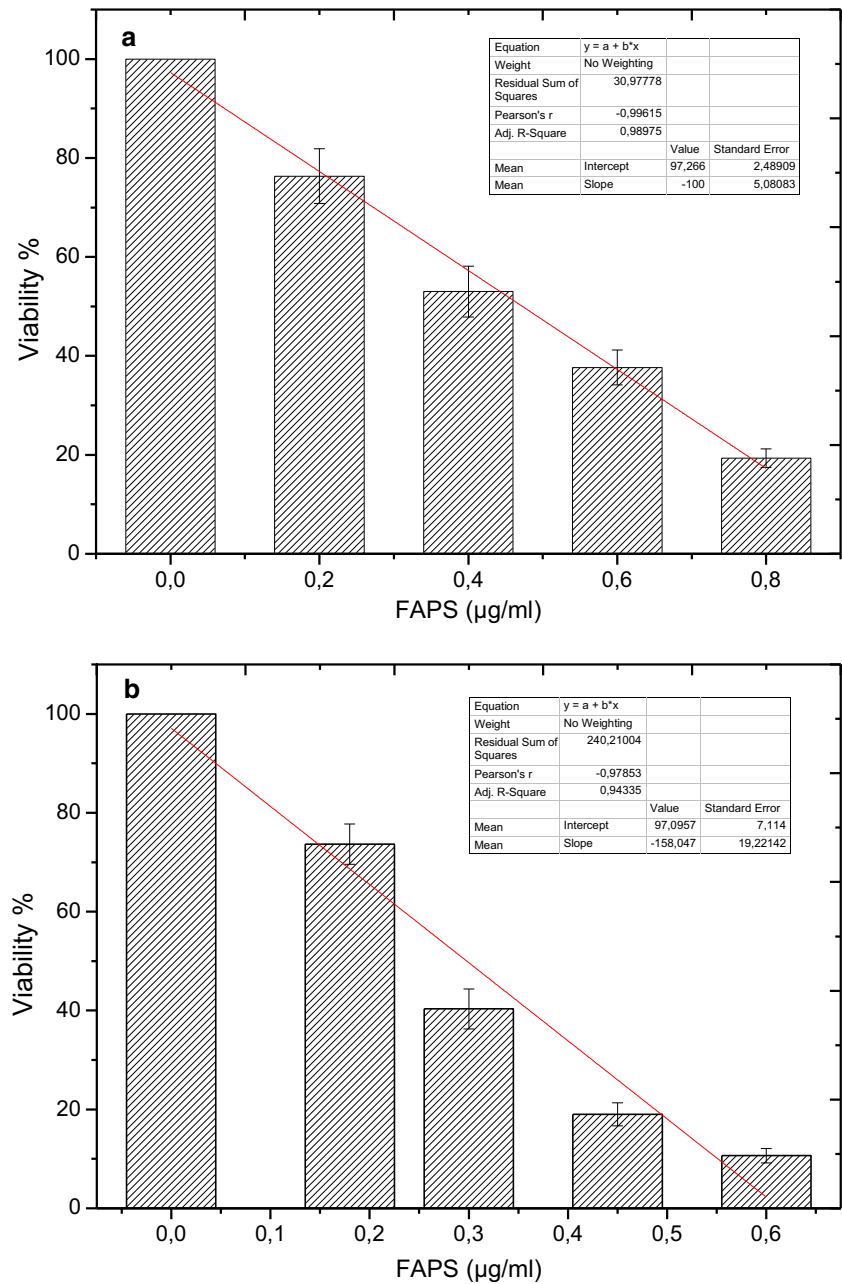 a
100
80
60
40
20
0
Viability %
Equation y = a + b*x
Weight No Weighting
Residual Sum of Squares 30,97778
Pearson's r -0,99615
Adj. R-Square 0,98975
Value Standard Error
Mean Intercept 97,266 2,48909
Mean Slope -100 5,08083
0,0 0,2 0,4 0,6 0,8
FAPS (µg/ml)
b
100
80
60
40
20
0
Viability %
Equation y = a + b*x
Weight No Weighting
Residual Sum of Squares 240,21004
Pearson's r -0,97853
Adj. R-Square 0,94335
Value Standard Error
Mean Intercept 97,0957 7,114
Mean Slope -158,047 19,22142
0,0 0,1 0,2 0,3 0,4 0,5 0,6
FAPS (µg/ml)